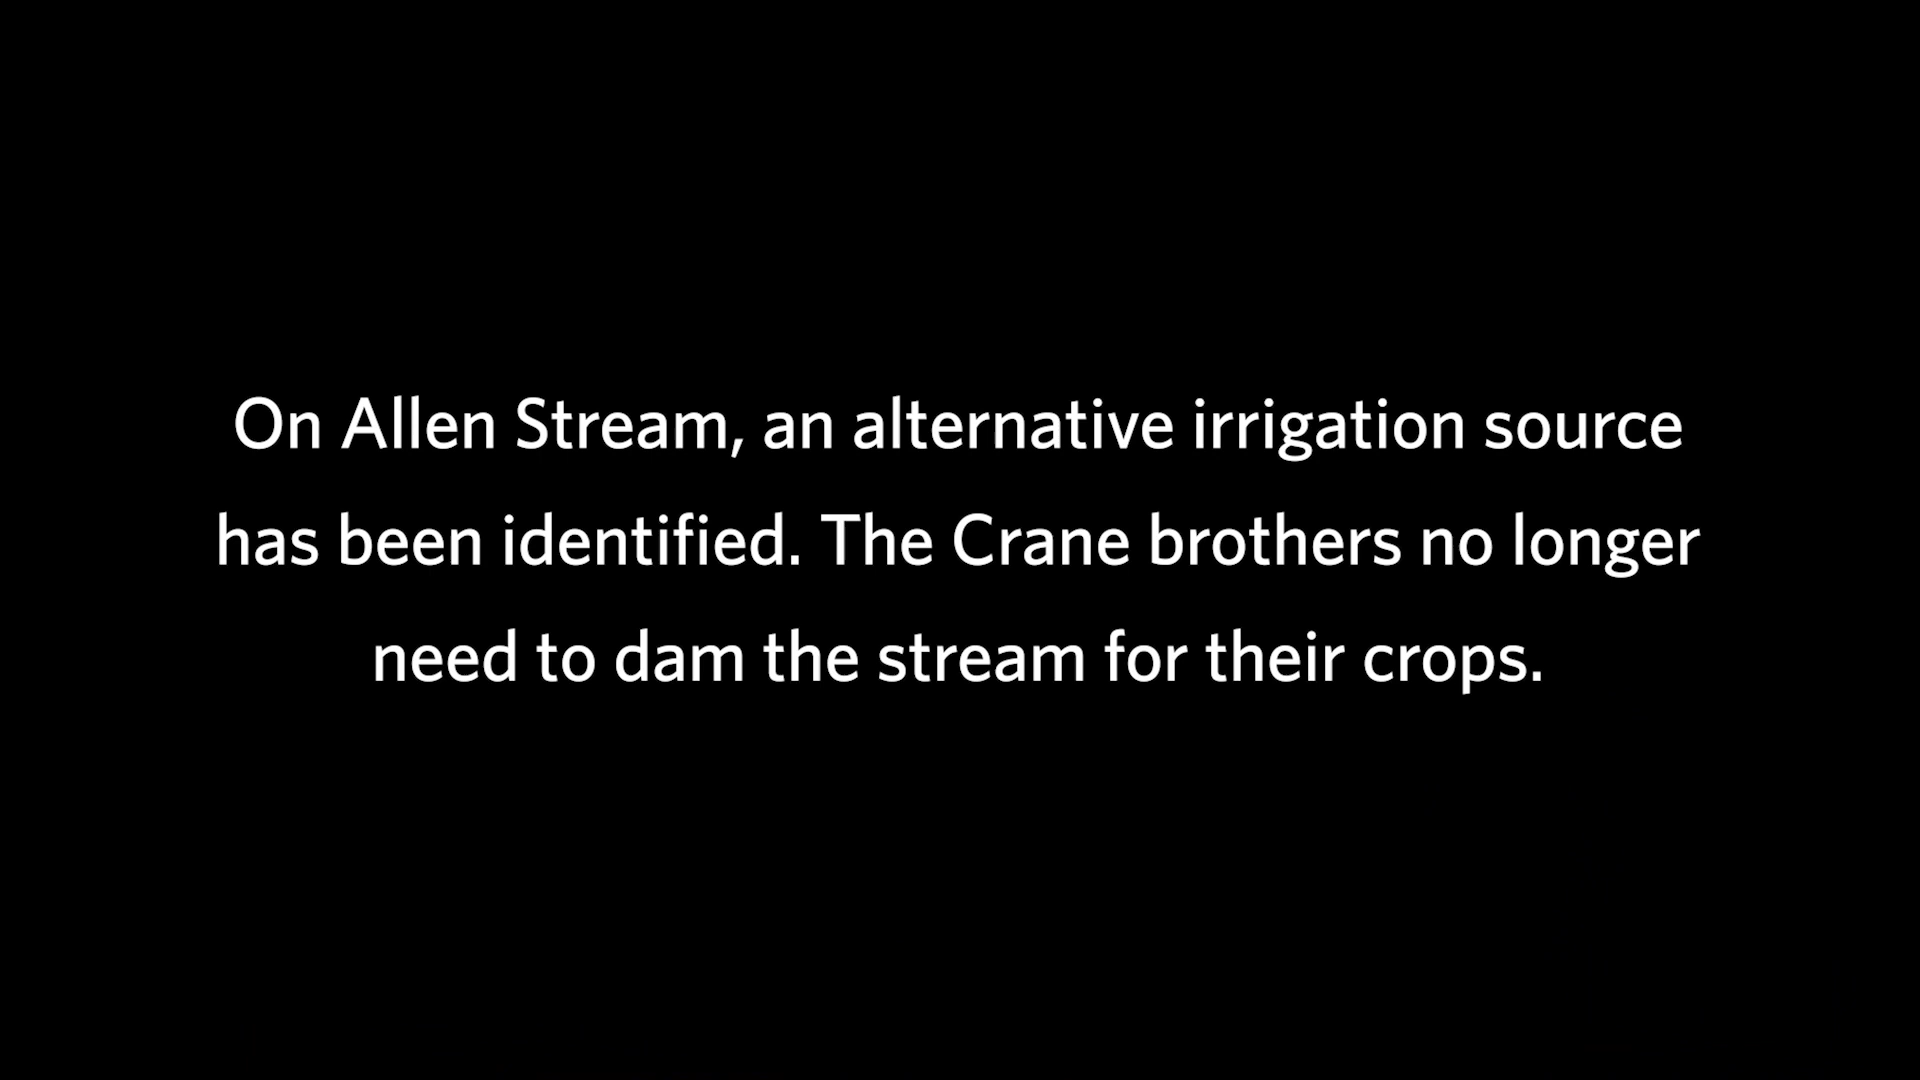 On Allen Stream, an alternative irrigation source
has been identified. The Crane brothers no longer
need to dam the stream for their crops.